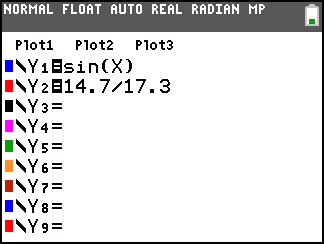 NORMAL FLOAT AUTO REAL RADIAN MP
Plot1 Plot2 Plot3
\Y₁=sin(X)
\Y₂=14.7/17.3
\Y₃=
\Y₄=
\Y₅=
\Y₆=
\Y₇=
\Y₈=
\Y₉=